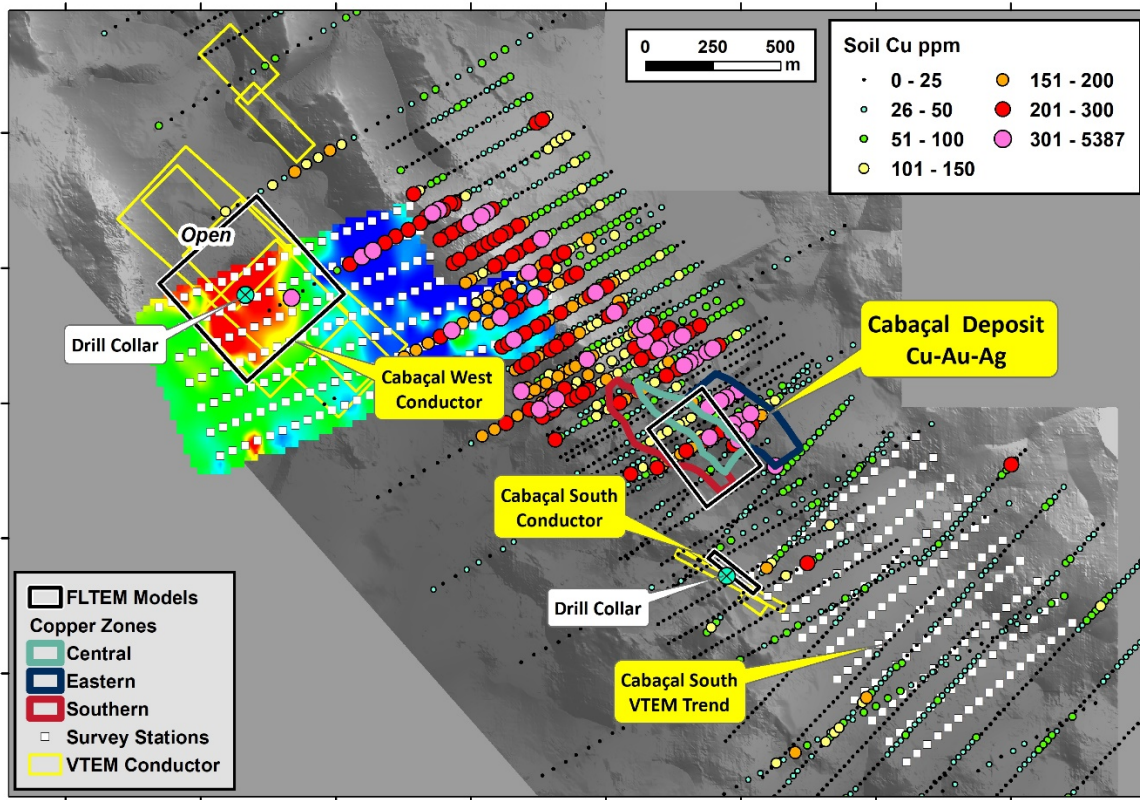 0 250 500
m
Soil Cu ppm
0 - 25
26 - 50
51 - 100
101 - 150
151 - 200
201 - 300
301 - 5387
Open
Drill Collar
Cabaçal West
Conductor
Cabaçal Deposit
Cu-Au-Ag
Cabaçal South
Conductor
Drill Collar
Cabaçal South
VTEM Trend
FLTEM Models
Copper Zones
Central
Eastern
Southern
Survey Stations
VTEM Conductor